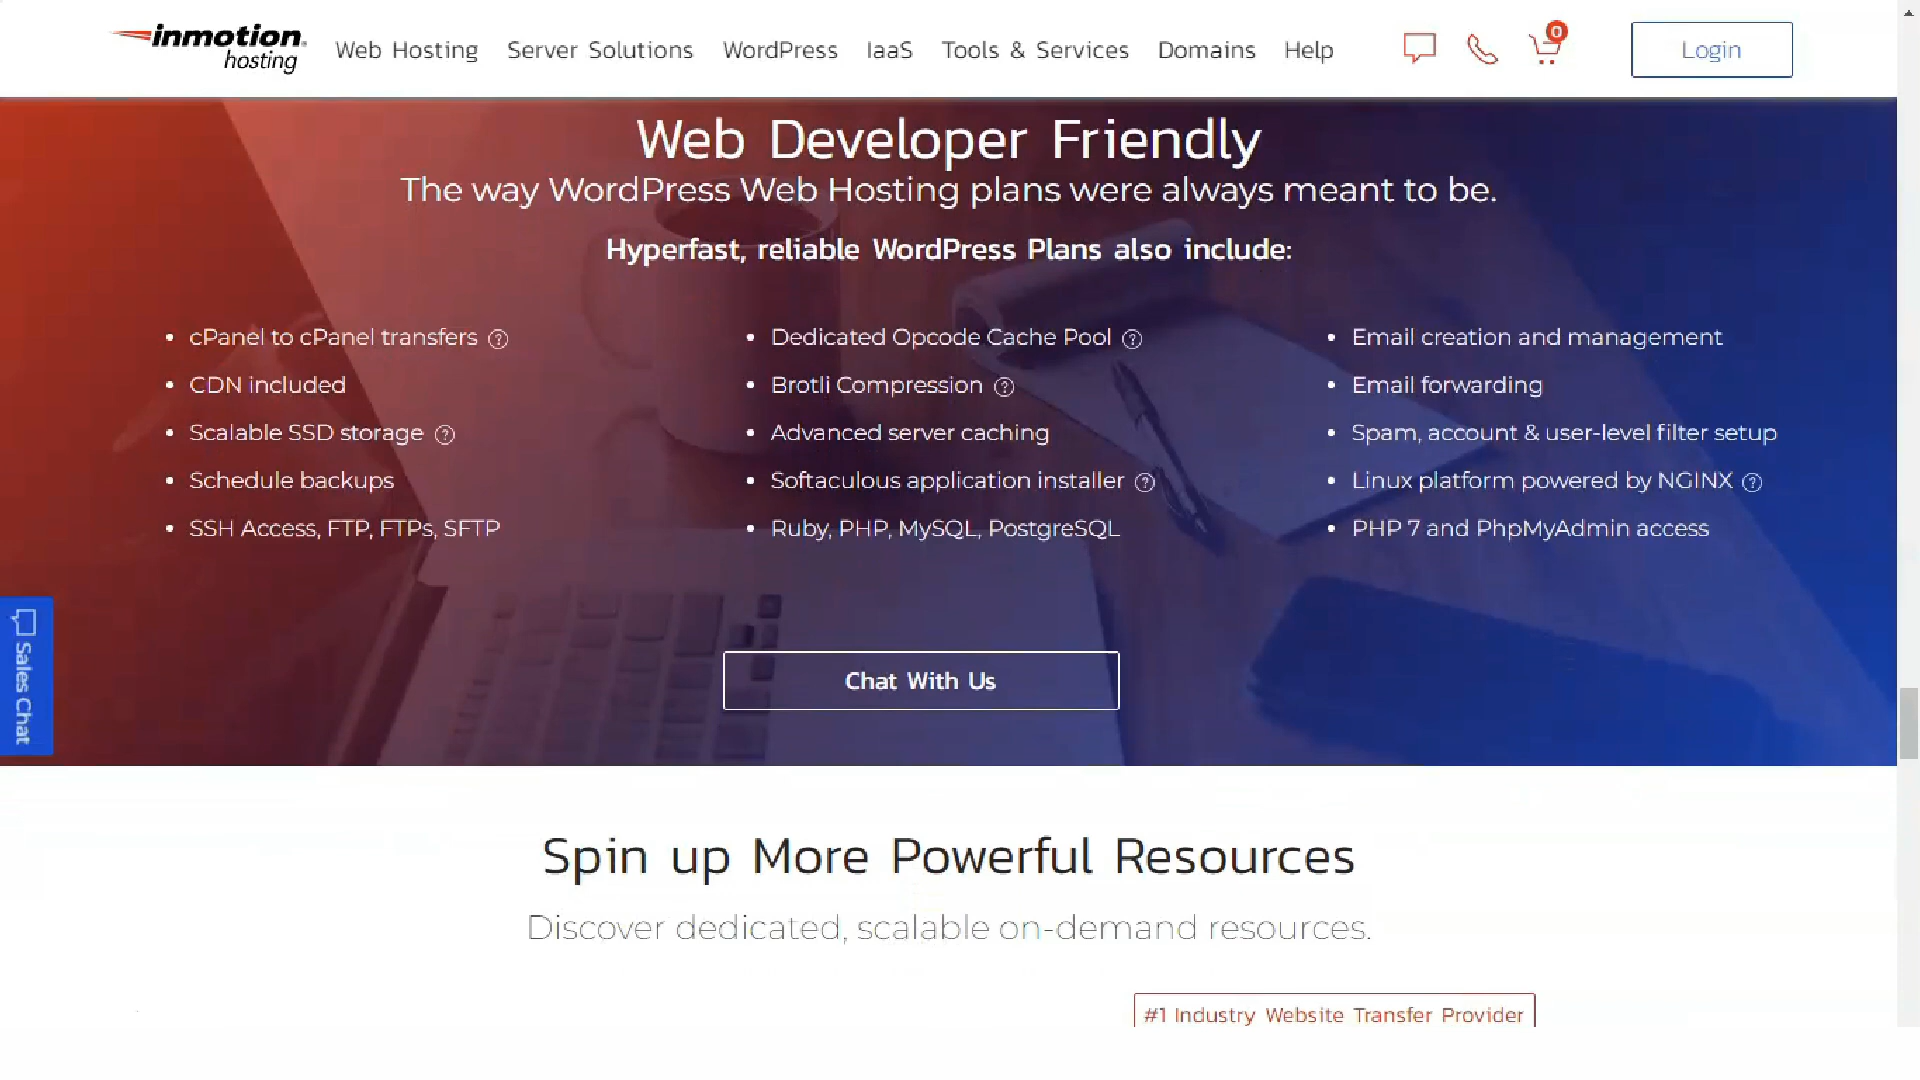 inmotion hosting
Web Hosting Server Solutions WordPress IaaS Tools & Services Domains Help 0 Login
Web Developer Friendly
The way WordPress Web Hosting plans were always meant to be.
Hyperfast, reliable WordPress Plans also include:
• cPanel to cPanel transfers ?
• CDN included
• Scalable SSD storage ?
• Schedule backups
• SSH Access, FTP, FTPs, SFTP
• Dedicated Opcode Cache Pool ?
• Brotli Compression ?
• Advanced server caching
• Softaculous application installer ?
• Ruby, PHP, MySQL, PostgreSQL
• Email creation and management
• Email forwarding
• Spam, account & user-level filter setup
• Linux platform powered by NGINX ?
• PHP 7 and PhpMyAdmin access
Sales Chat
Chat With Us
Spin up More Powerful Resources
Discover dedicated, scalable on-demand resources.
#1 Industry Website Transfer Provider